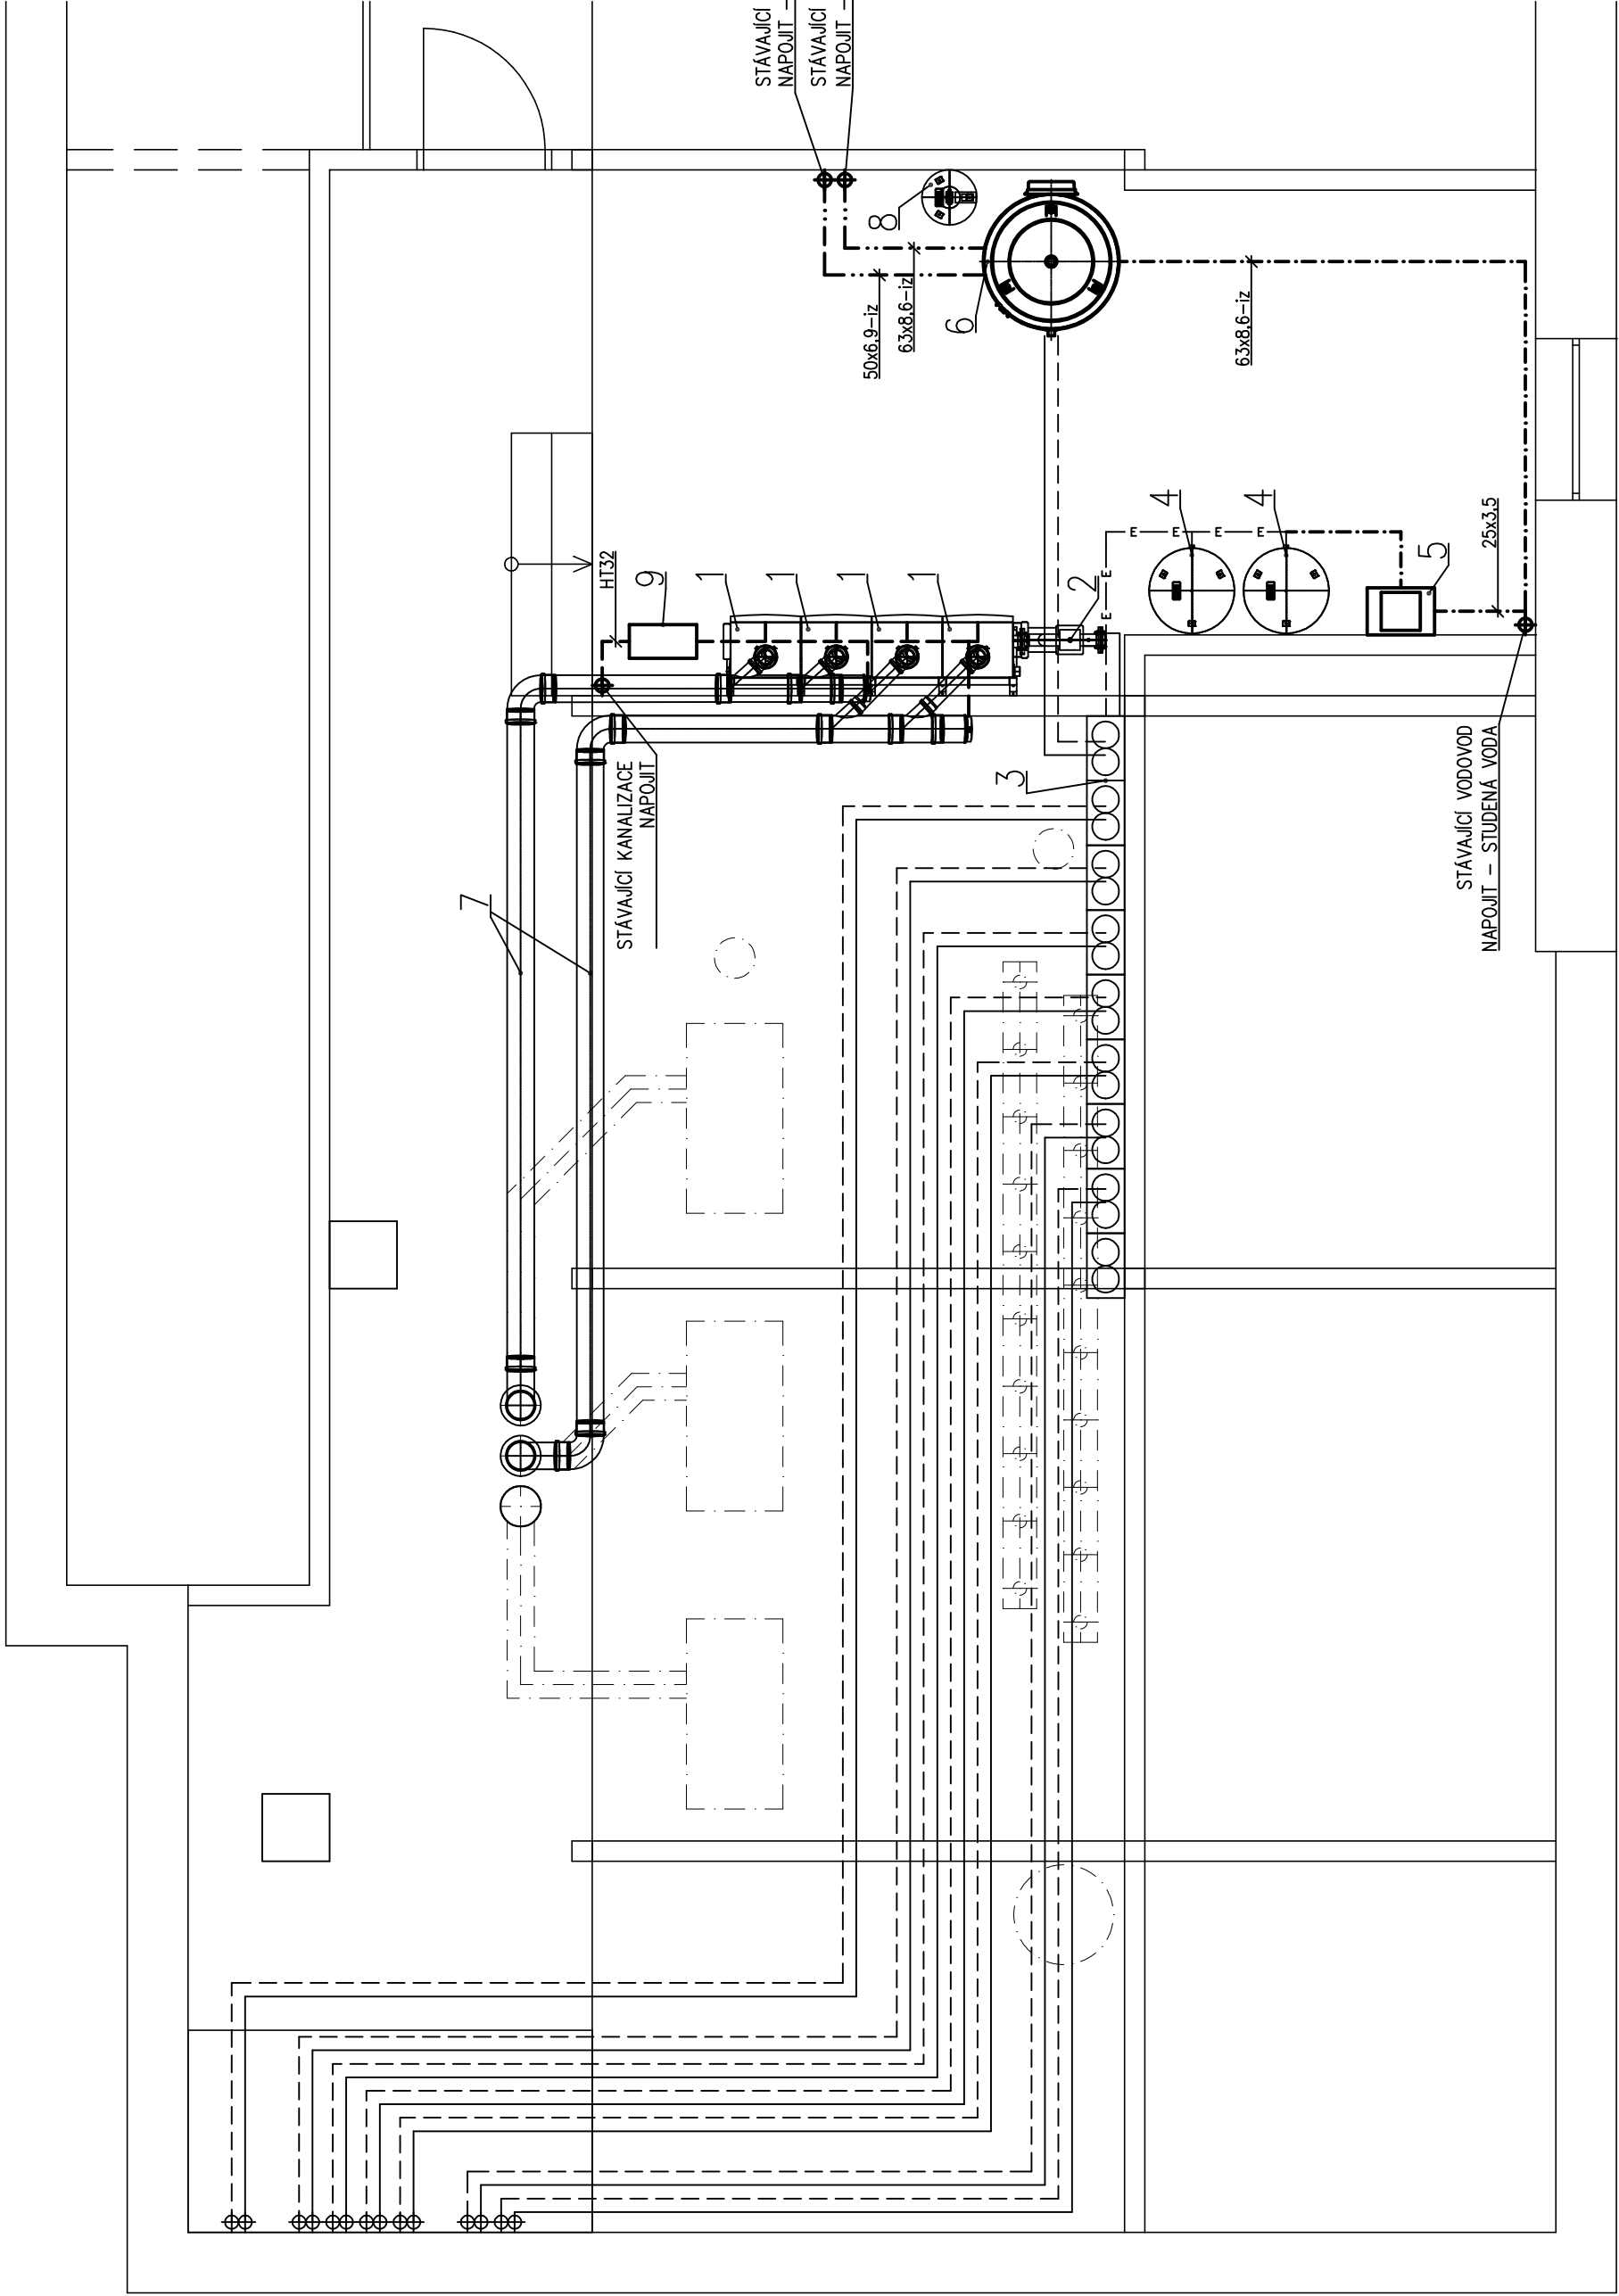 STÁVAJÍCÍ
NAPOJIT –
STÁVAJÍCÍ
NAPOJIT –
8
50x6,9–iz
63x8,6–iz
6
63x8,6–iz
HT32
9
1
1
1
1
2
E
E
E
E
E
E
4
4
5
25x3,5
3
7
STÁVAJÍCÍ KANALIZACE
NAPOJIT
STÁVAJÍCÍ VODOVOD
NAPOJIT – STUDENÁ VODA